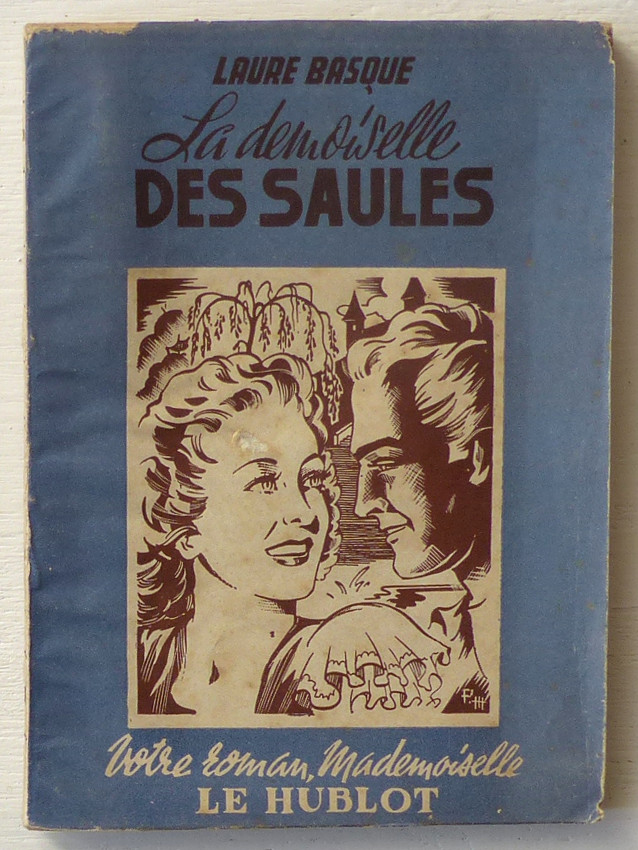 LAURE BASQUE
La demoiselle
DES SAULES
P.H
Votre roman, Mademoiselle
LE HUBLOT